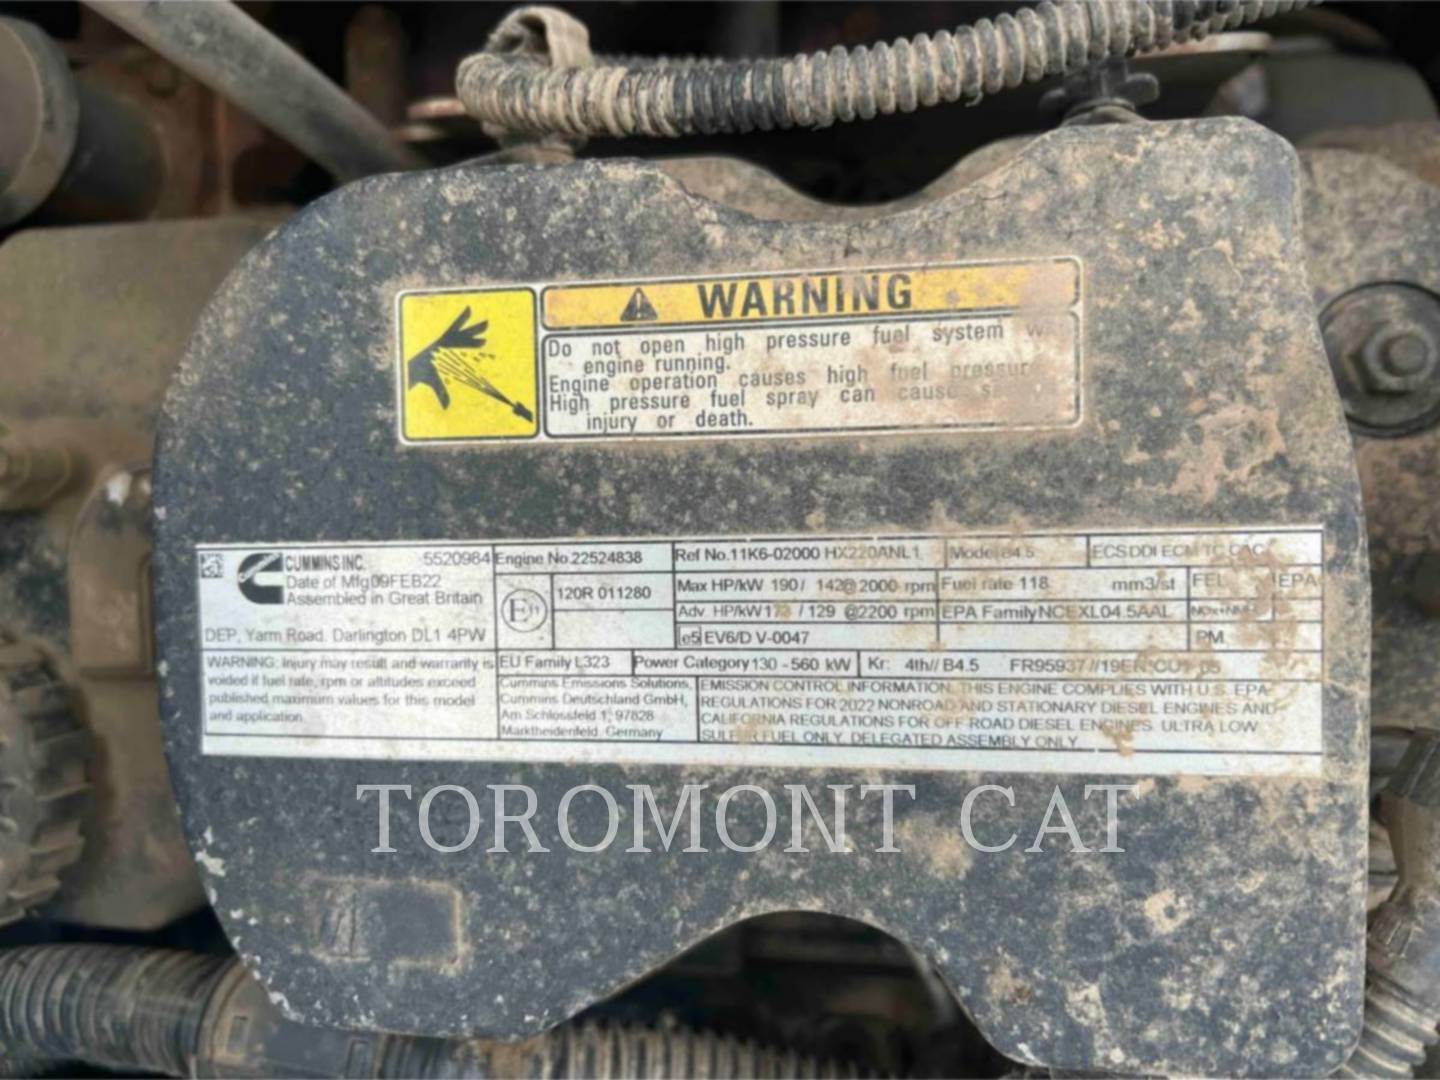 WARNING
Do not open high pressure fuel system
engine running.
Engine operation causes high fuel pressure
High pressure fuel spray can cause
injury or death.
CUMMINS INC. 5520984
Date of Mfg 09FEB22
Assembled in Great Britain
DEP, Yarm Road. Darlington DL1 4PW
Engine No. 22524838
E 11 120R 011280
Ref No. 11K6-02000 HX220ANL1 Model B4.5 ECS DDI ECM TC CAC
Max HP/kW 190 / 142@ 2000 rpm Fuel rate 118 mm3/st FEL EPA
Adv HP/kW / 129 @2200 rpm EPA Family NCEXL04.5AAL
e5 EV6/D V-0047 PM
EU Family L323 Power Category 130 - 560 kW Kr: 4th// B4.5 FR95937
WARNING: Injury may result and warranty is
voided if fuel rate, rpm or altitudes exceed
published maximum values for this model
and application.
Cummins Emissions Solutions,
Cummins Deutschland GmbH,
Am Schlossfeld 1, 97828
Marktheidenfeld, Germany
EMISSION CONTROL INFORMATION. THIS ENGINE COMPLIES WITH U.S. EPA
REGULATIONS FOR 2022 NONROAD AND STATIONARY DIESEL ENGINES AND
CALIFORNIA REGULATIONS FOR OFF ROAD DIESEL ENGINES. ULTRA LOW
SULFUR FUEL ONLY. DELEGATED ASSEMBLY ONLY
TOROMONT CAT